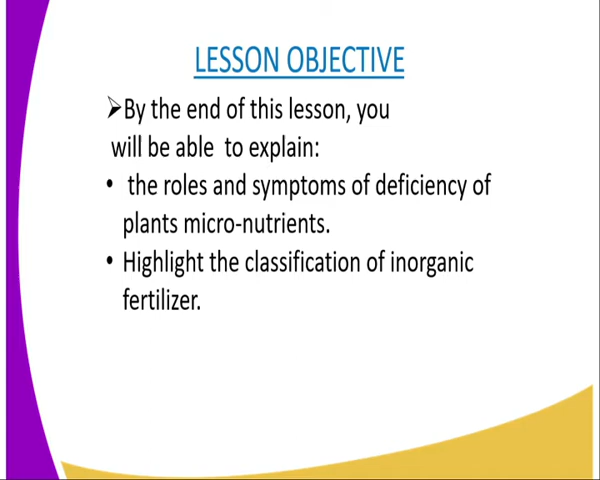 LESSON OBJECTIVE
➢By the end of this lesson, you
will be able to explain:
• the roles and symptoms of deficiency of
plants micro-nutrients.
• Highlight the classification of inorganic
fertilizer.